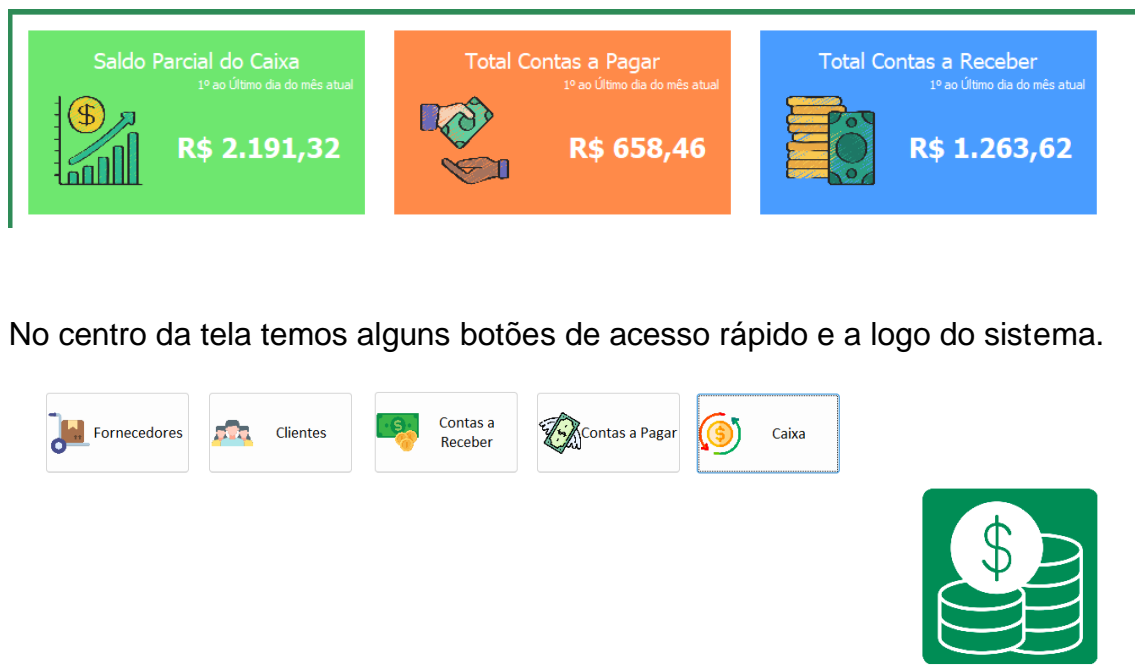 Saldo Parcial do Caixa
1º ao Último dia do mês atual
R$ 2.191,32
Total Contas a Pagar
1º ao Último dia do mês atual
R$ 658,46
Total Contas a Receber
1º ao Último dia do mês atual
R$ 1.263,62
No centro da tela temos alguns botões de acesso rápido e a logo do sistema.
Fornecedores
Clientes
Contas a
Receber
Contas a Pagar
Caixa